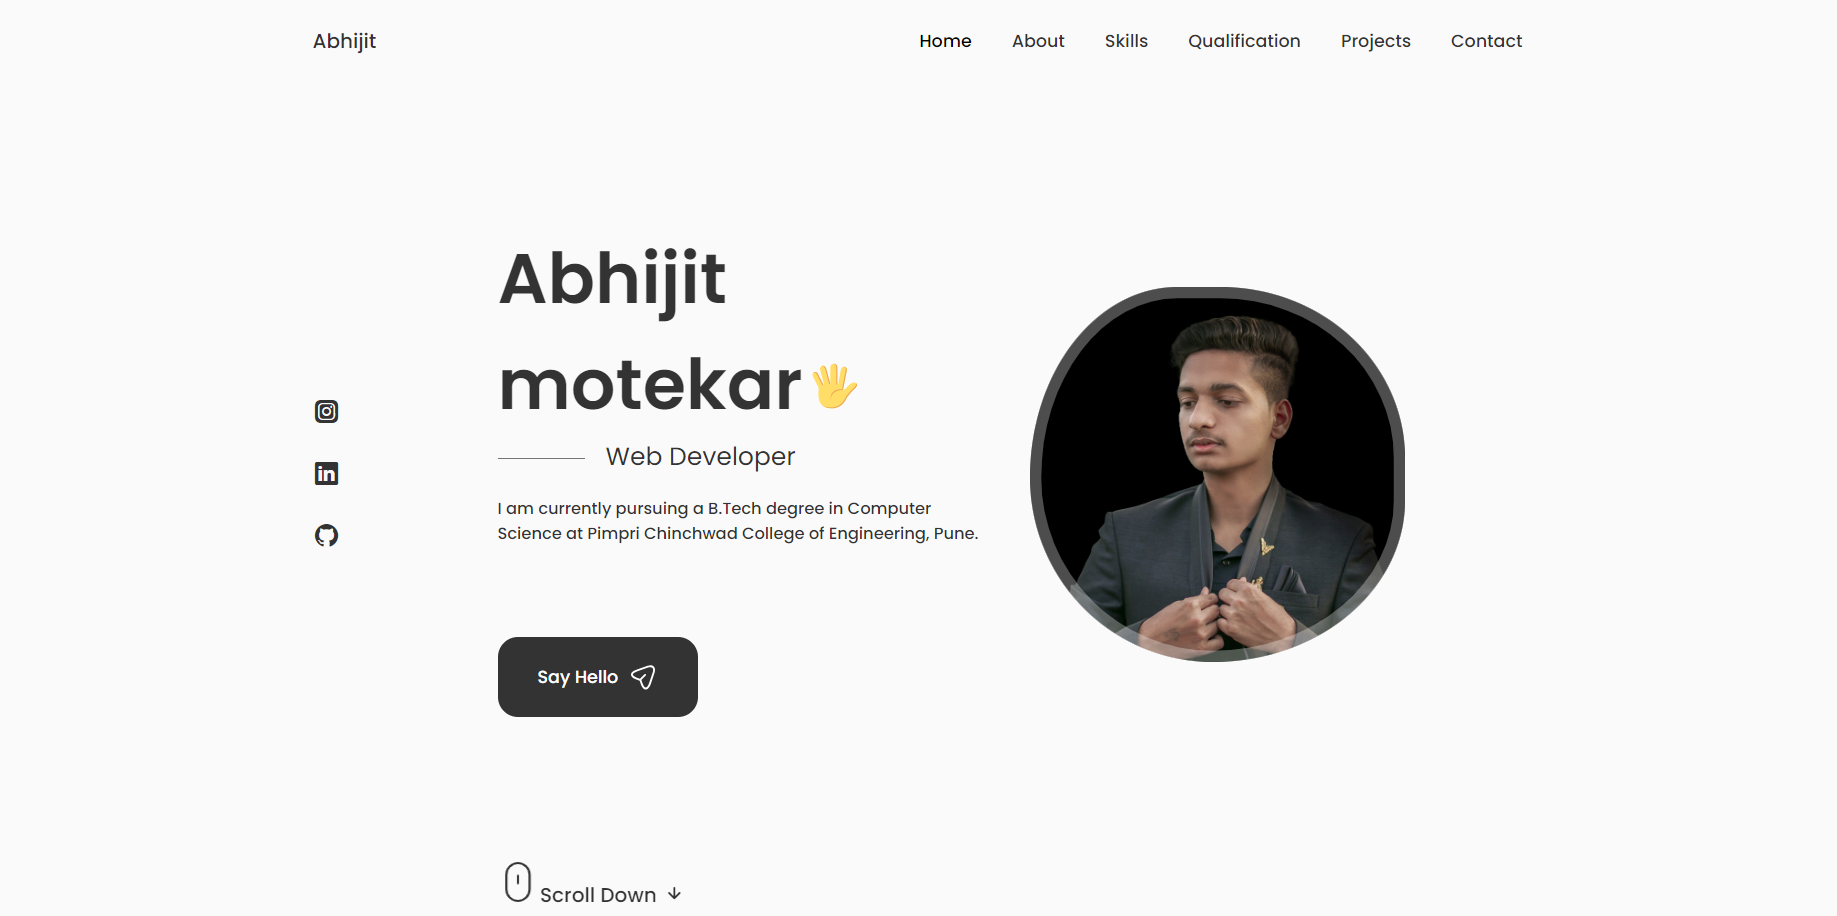 Abhijit
Home About Skills Qualification Projects Contact
Abhijit
motekar
Web Developer
I am currently pursuing a B.Tech degree in Computer
Science at Pimpri Chinchwad College of Engineering, Pune.
Say Hello
Scroll Down